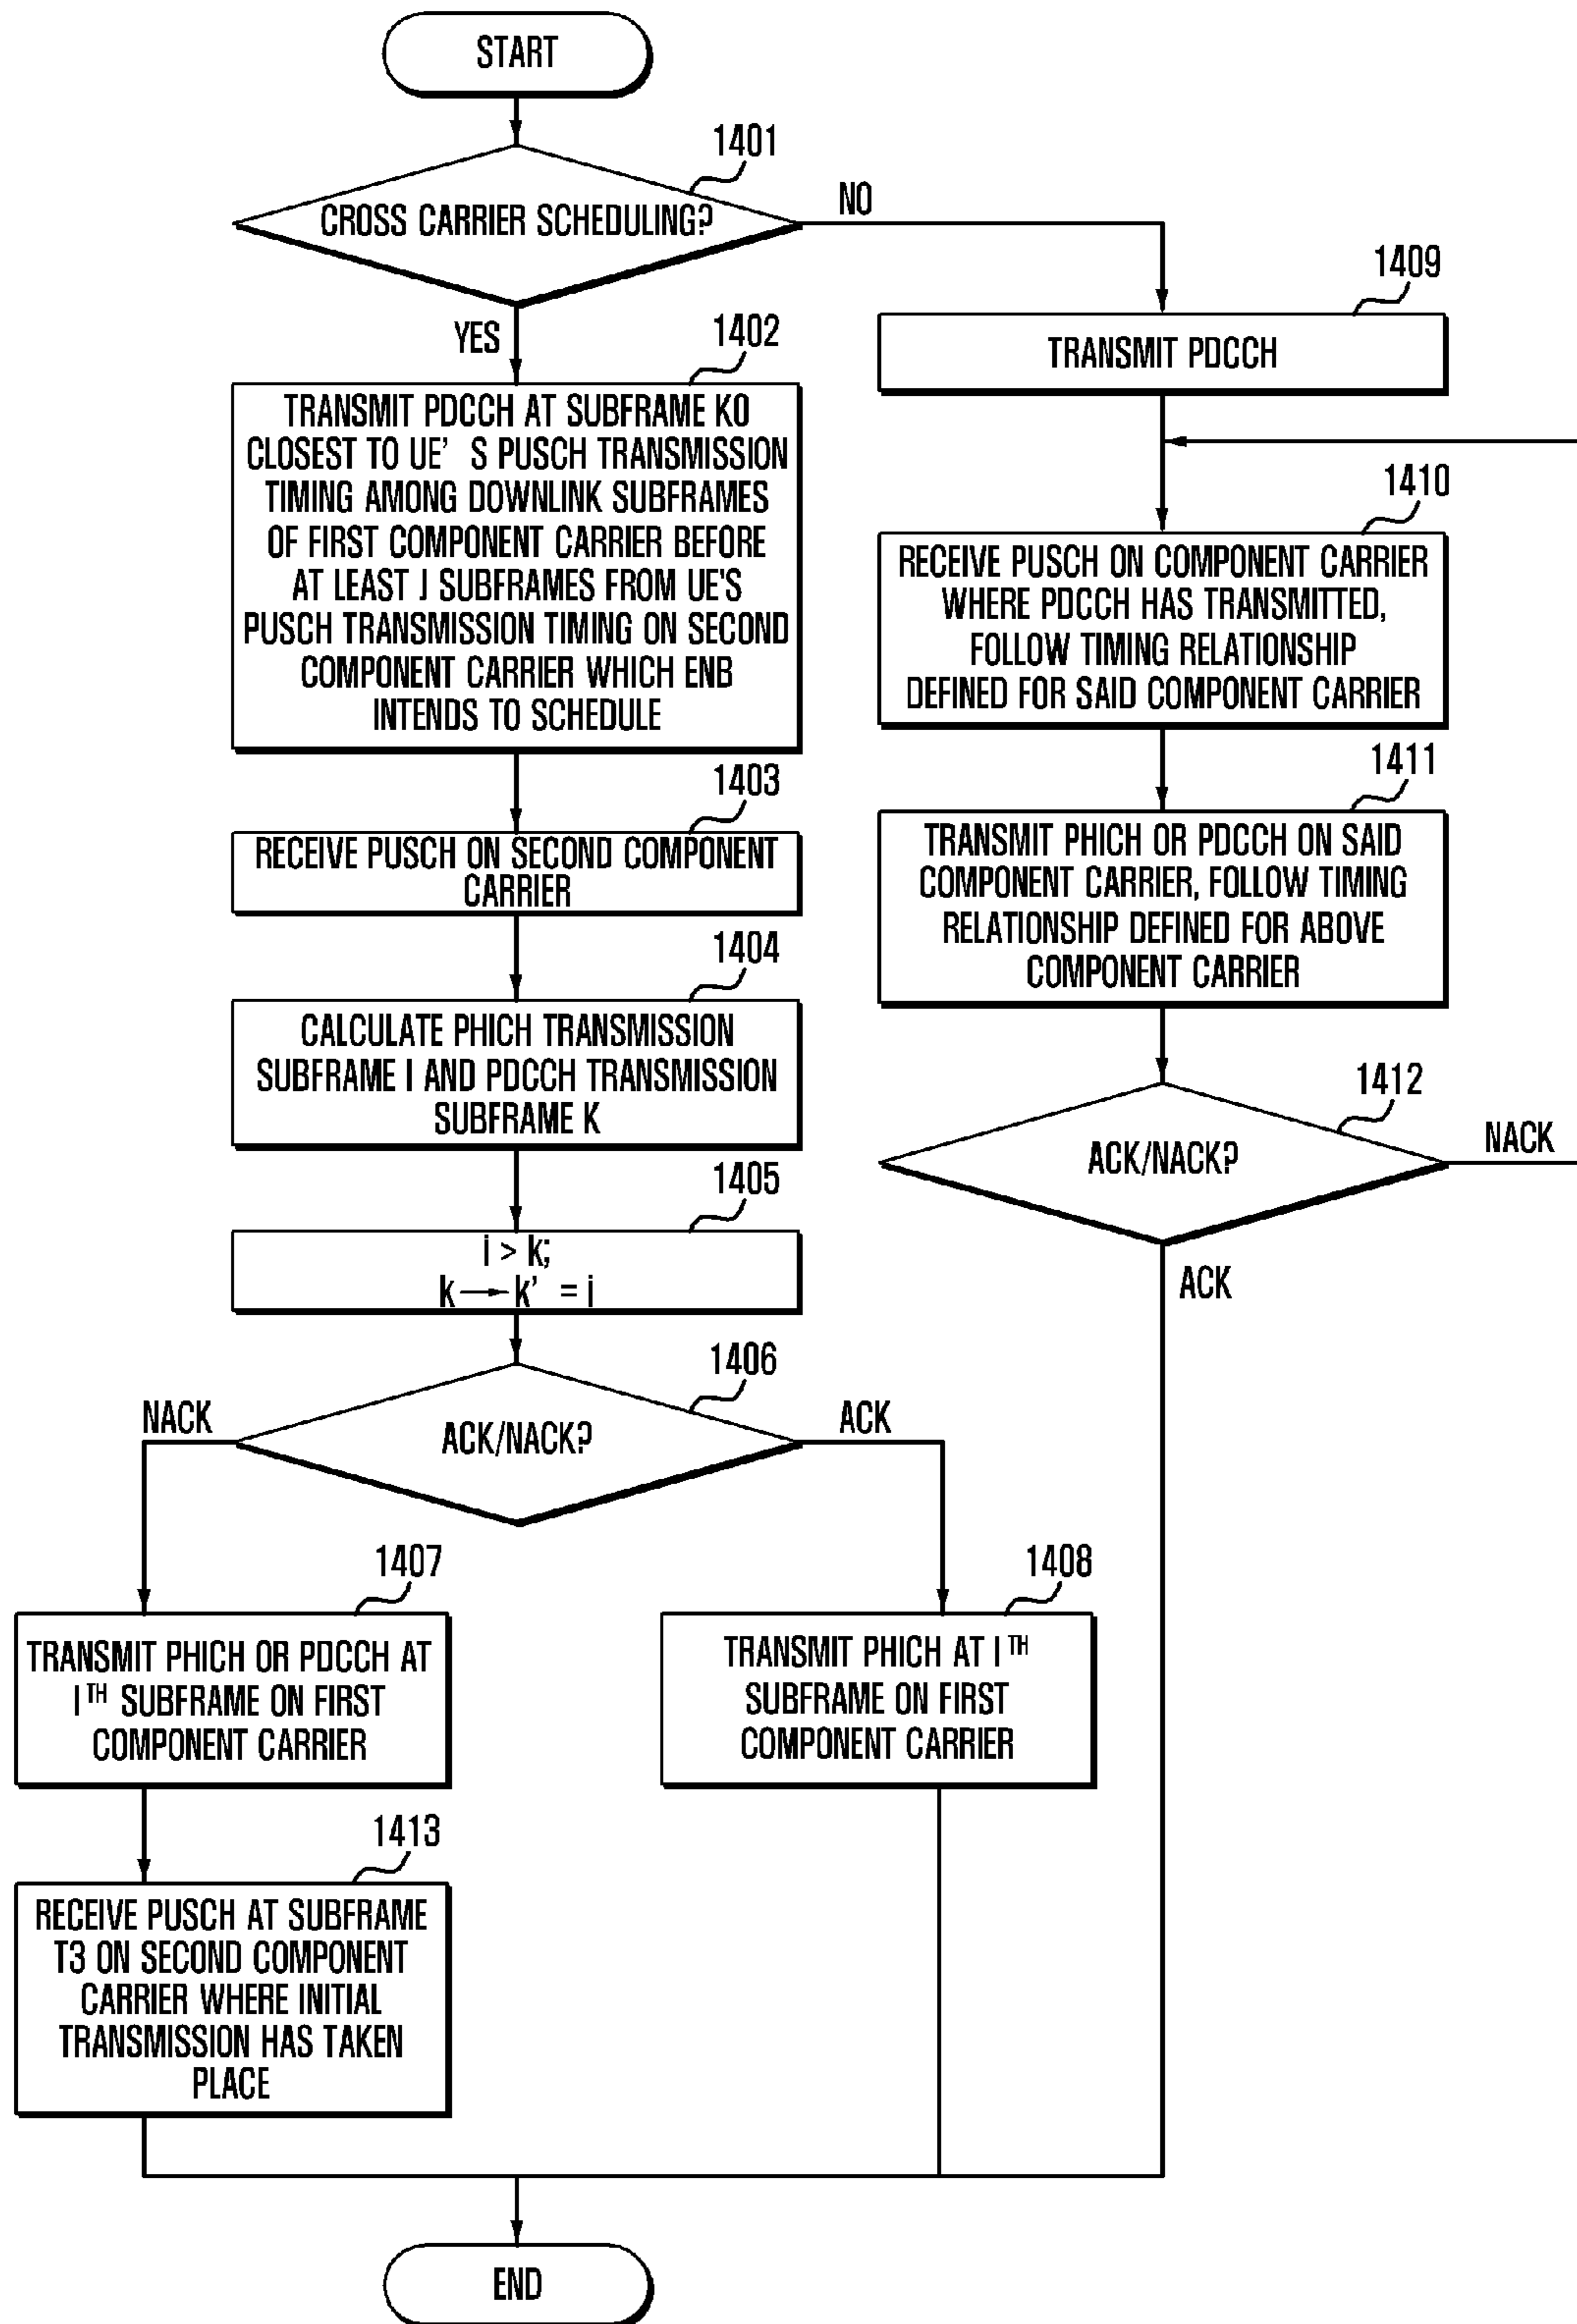 START
1401
CROSS CARRIER SCHEDULING?
NO
YES
1402
TRANSMIT PDCCH AT SUBFRAME K0
CLOSEST TO UE' S PUSCH TRANSMISSION
TIMING AMONG DOWNLINK SUBFRAMES
OF FIRST COMPONENT CARRIER BEFORE
AT LEAST J SUBFRAMES FROM UE'S
PUSCH TRANSMISSION TIMING ON SECOND
COMPONENT CARRIER WHICH ENB
INTENDS TO SCHEDULE
1403
RECEIVE PUSCH ON SECOND COMPONENT
CARRIER
1404
CALCULATE PHICH TRANSMISSION
SUBFRAME I AND PDCCH TRANSMISSION
SUBFRAME K
1405
i > k;
k → k' = i
1406
ACK/NACK?
NACK
ACK
1407
TRANSMIT PHICH OR PDCCH AT
I TH SUBFRAME ON FIRST
COMPONENT CARRIER
1413
RECEIVE PUSCH AT SUBFRAME
T3 ON SECOND COMPONENT
CARRIER WHERE INITIAL
TRANSMISSION HAS TAKEN
PLACE
1408
TRANSMIT PHICH AT I TH
SUBFRAME ON FIRST
COMPONENT CARRIER
1409
TRANSMIT PDCCH
1410
RECEIVE PUSCH ON COMPONENT CARRIER
WHERE PDCCH HAS TRANSMITTED,
FOLLOW TIMING RELATIONSHIP
DEFINED FOR SAID COMPONENT CARRIER
1411
TRANSMIT PHICH OR PDCCH ON SAID
COMPONENT CARRIER, FOLLOW TIMING
RELATIONSHIP DEFINED FOR ABOVE
COMPONENT CARRIER
1412
ACK/NACK?
NACK
ACK
END